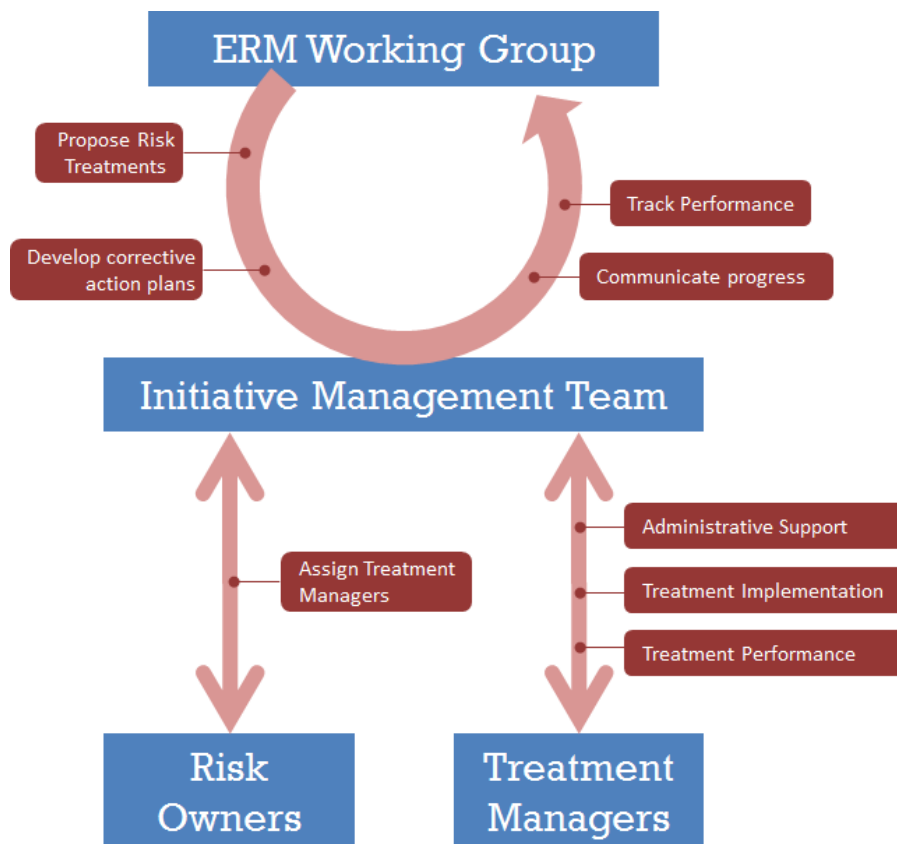 ERM Working Group
Propose Risk
Treatments
Track Performance
Develop corrective
action plans
Communicate progress
Initiative Management Team
Administrative Support
Assign Treatment
Managers
Treatment Implementation
Treatment Performance
Risk
Owners
Treatment
Managers